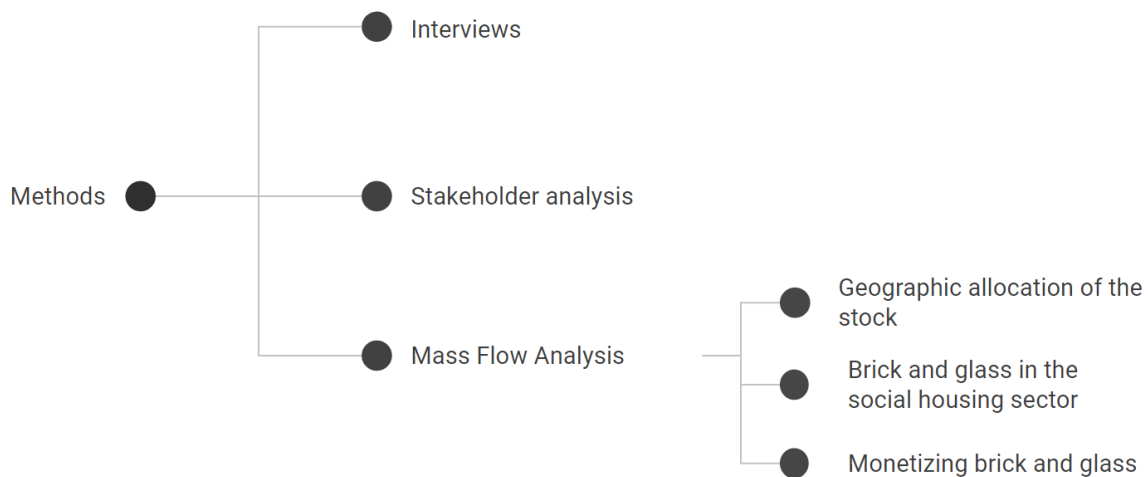 Interviews
Methods
Stakeholder analysis
Mass Flow Analysis
Geographic allocation of the
stock
Brick and glass in the
social housing sector
Monetizing brick and glass